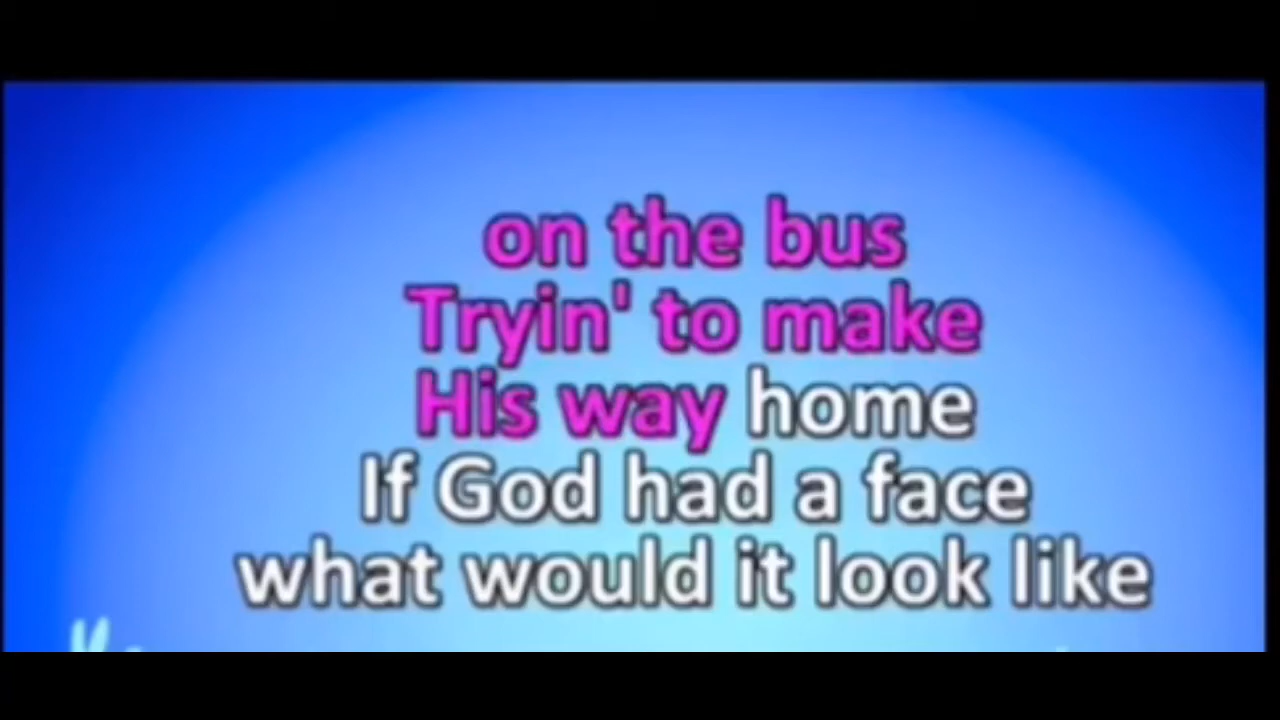 on the bus
Tryin' to make
His way home
If God had a face
what would it look like